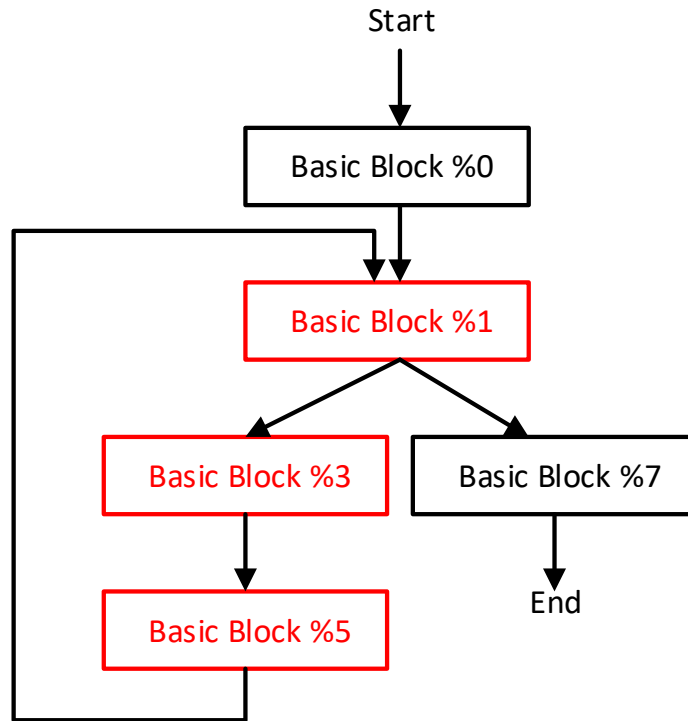 Start
Basic Block %0
Basic Block %1
Basic Block %3
Basic Block %7
Basic Block %5
End